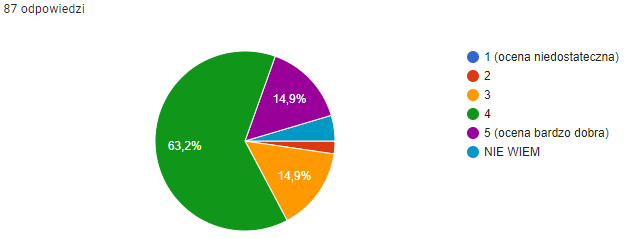 87 odpowiedzi
63,2%
14,9%
14,9%
1 (ocena niedostateczna)
2
3
4
5 (ocena bardzo dobra)
NIE WIEM